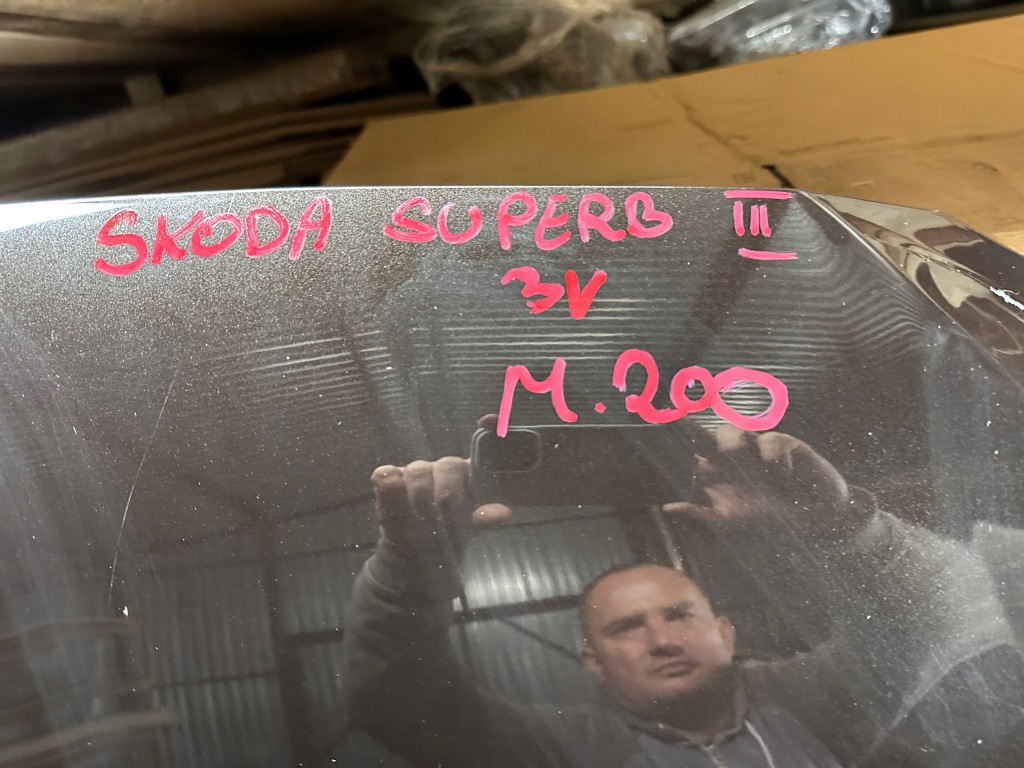 SKODA SUPERB III
3V
M.200